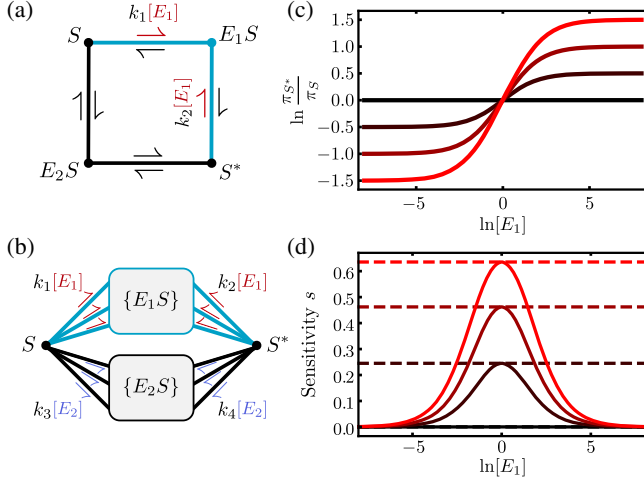 (a)
k₁[E₁]
S
E₁S
k₂[E₁]
E₂S
S*
(b)
k₁[E₁]
k₂[E₁]
{E₁S}
S
S*
{E₂S}
k₃[E₂]
k₄[E₂]
(c)
ln π_{S*}/π_S
1.5
1.0
0.5
0.0
−0.5
−1.0
−1.5
−5
0
5
ln[E₁]
(d)
Sensitivity s
0.6
0.5
0.4
0.3
0.2
0.1
0.0
−5
0
5
ln[E₁]